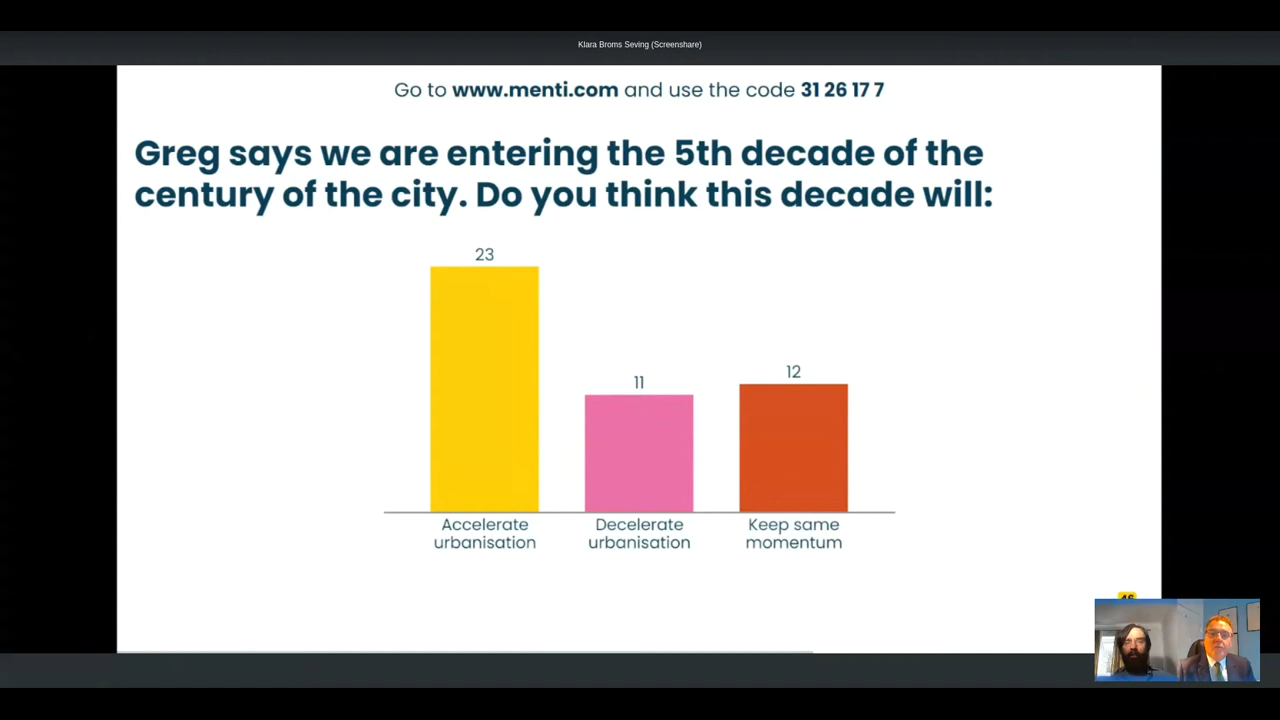 Klara Broms Seving (Screenshare)
Go to www.menti.com and use the code 31 26 17 7
Greg says we are entering the 5th decade of the
century of the city. Do you think this decade will:
23
11
12
Accelerate
urbanisation
Decelerate
urbanisation
Keep same
momentum